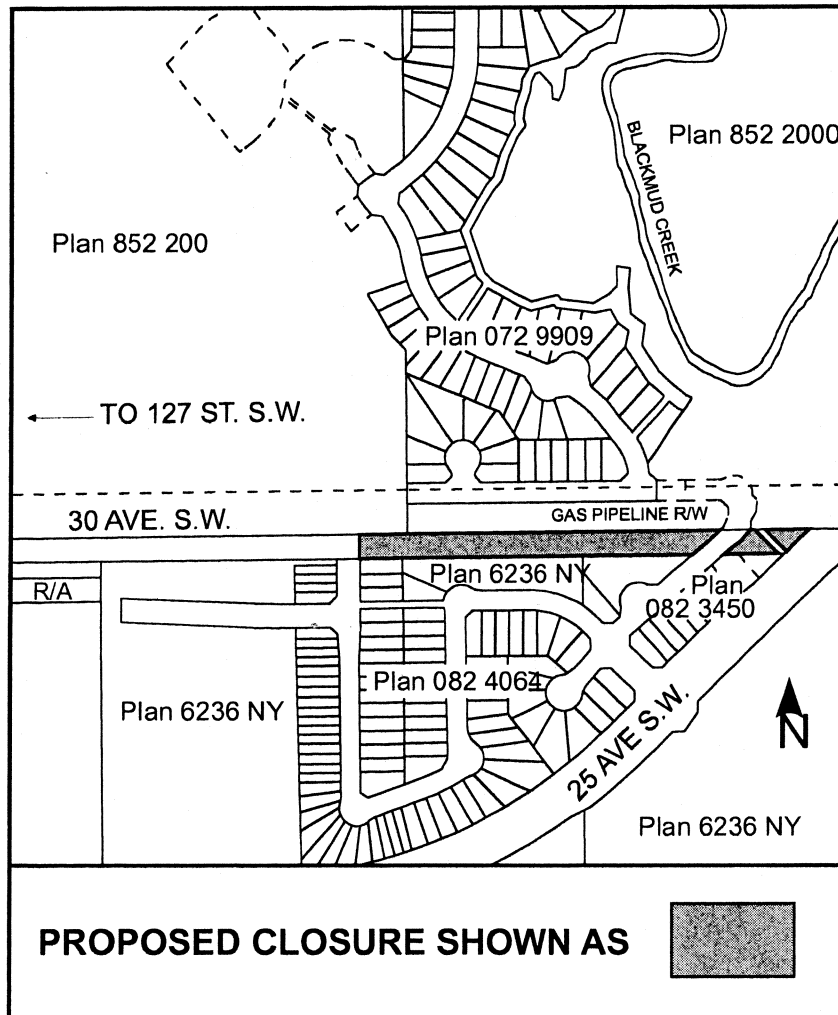 Plan 852 2000
BLACKMUD CREEK
Plan 852 200
Plan 072 9909
TO 127 ST. S.W.
30 AVE. S.W.
GAS PIPELINE R/W
Plan 6236 NY
R/A
Plan
082 3450
Plan 082 4064
Plan 6236 NY
25 AVE S.W.
N
Plan 6236 NY
PROPOSED CLOSURE SHOWN AS